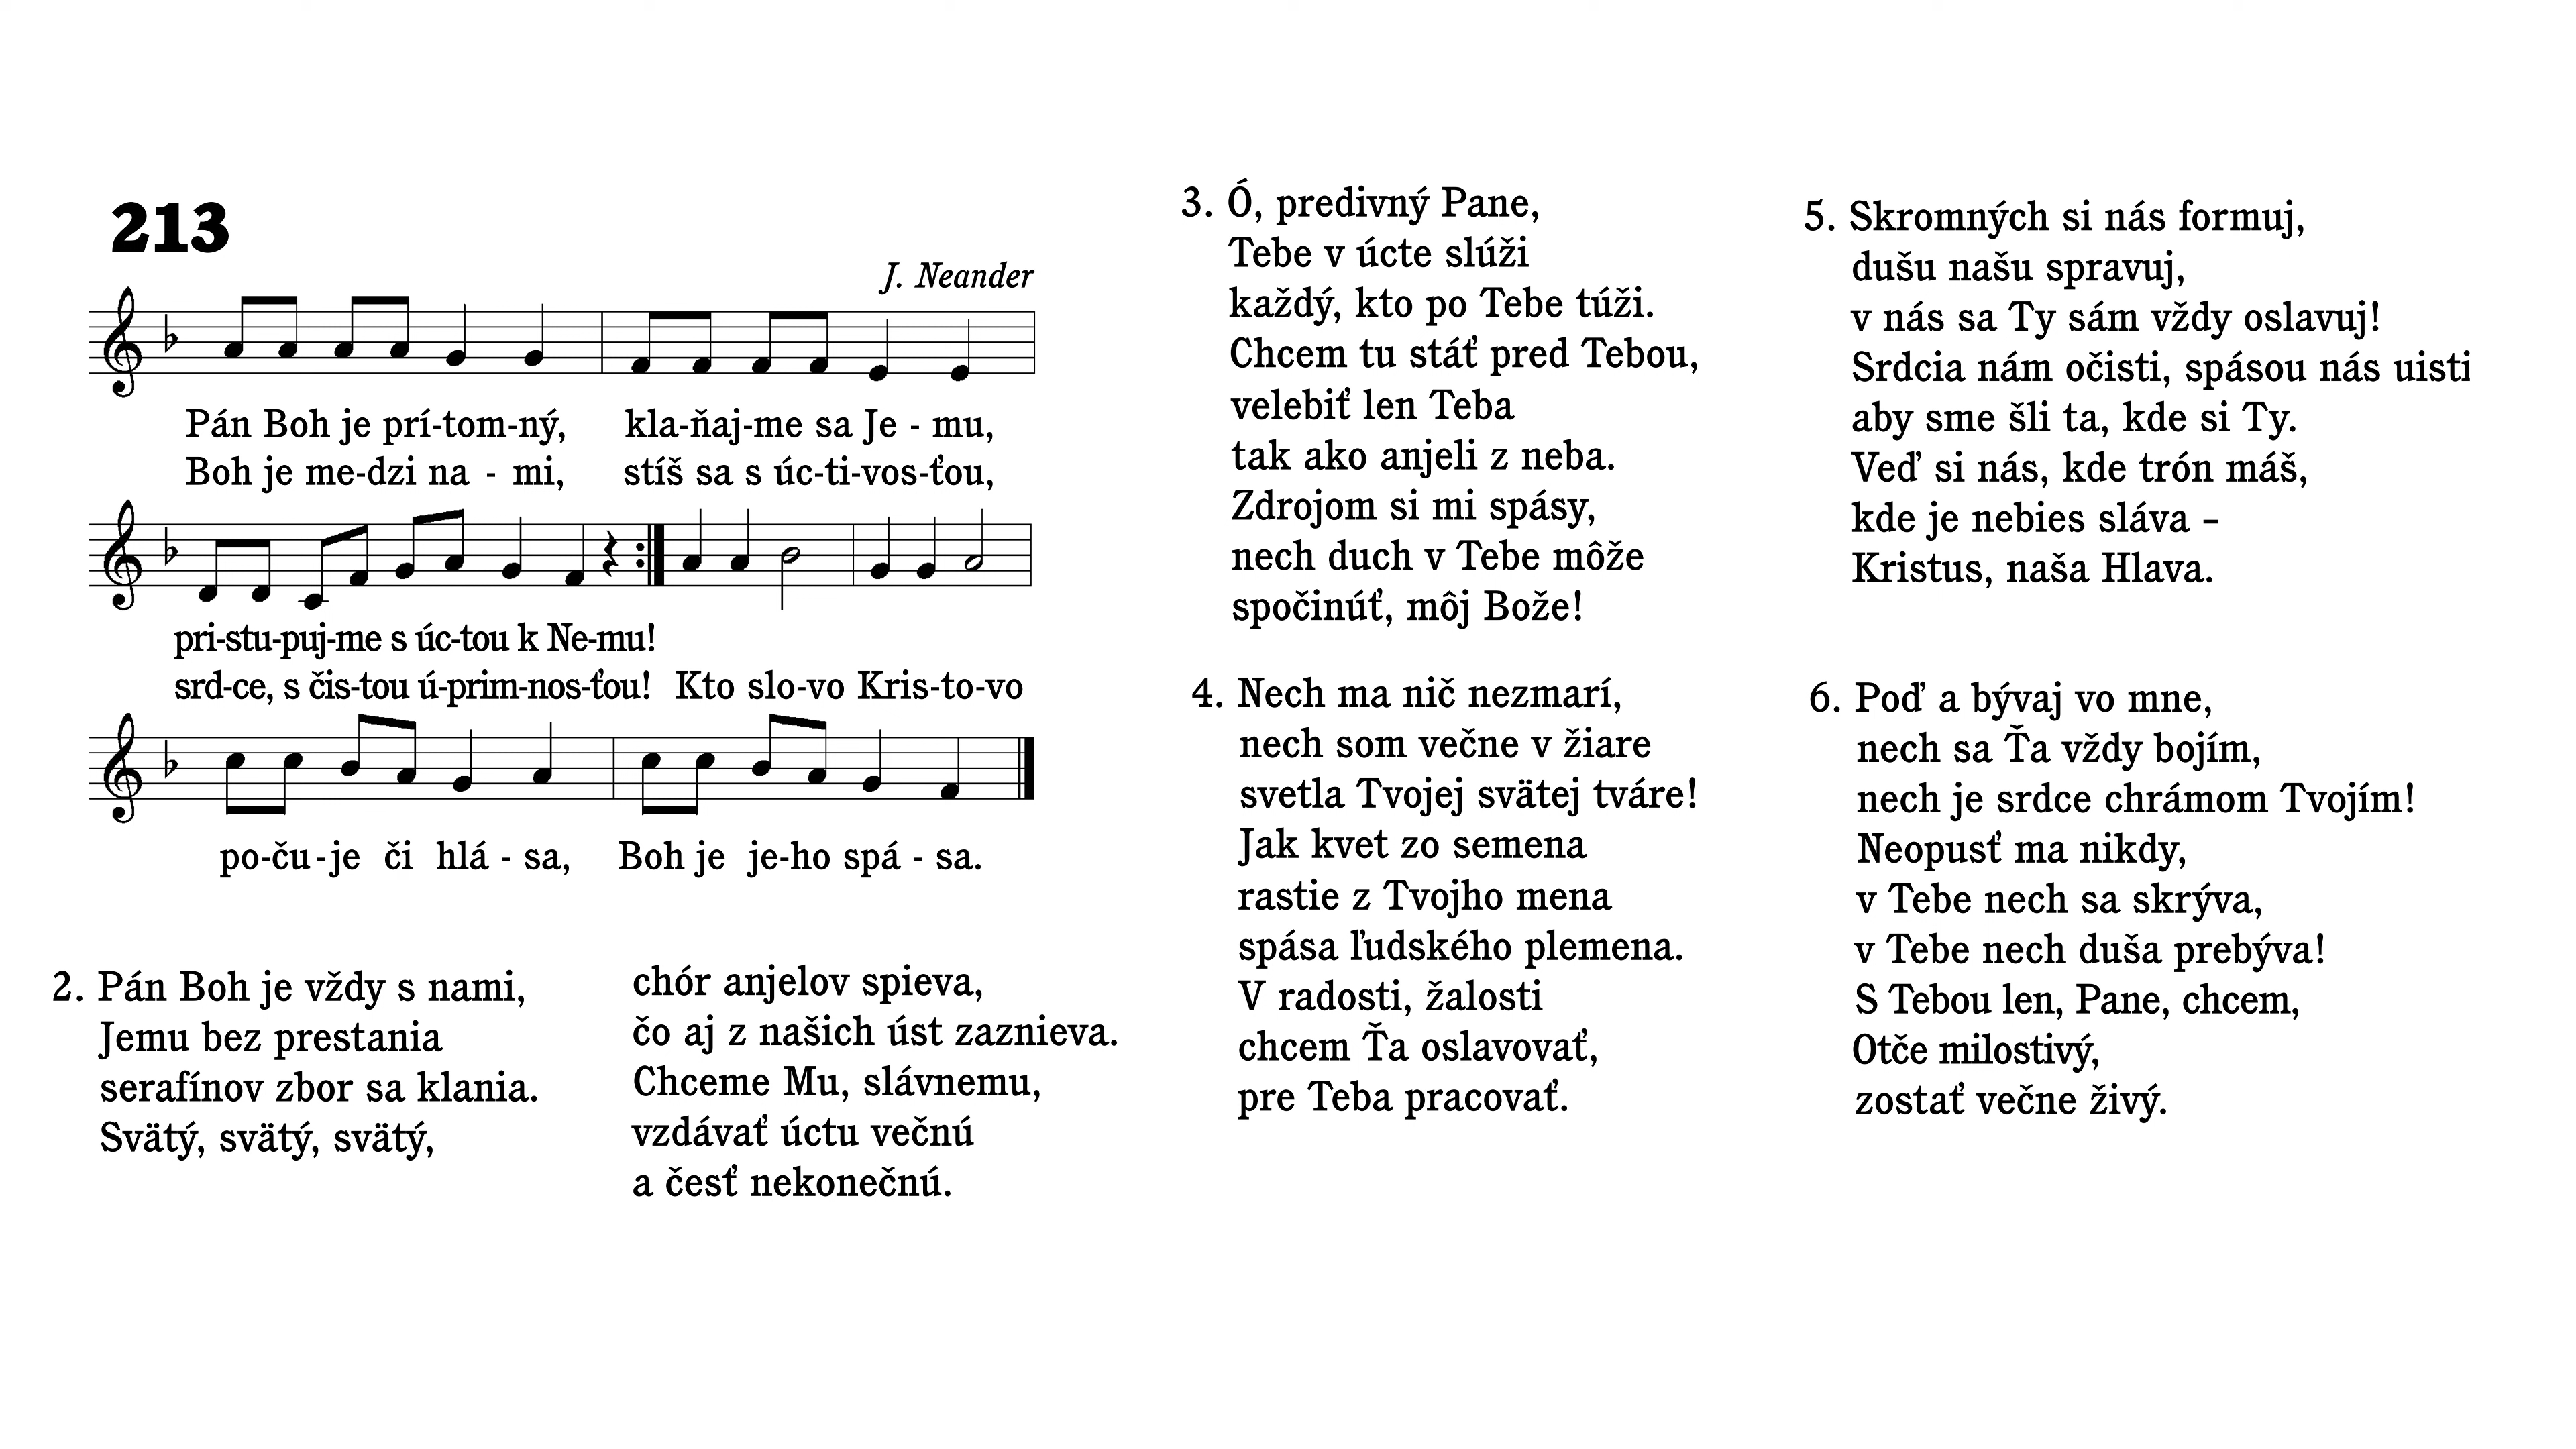 213
J. Neander
Pán Boh je prí-tom-ný, kla-ňaj-me sa Je - mu,
Boh je me-dzi na - mi, stíš sa s úc-ti-vos-ťou,
pri-stu-puj-me s úc-tou k Ne-mu!
srd-ce, s čis-tou ú-prim-nos-ťou! Kto slo-vo Kris-to-vo
po-ču-je či hlá - sa, Boh je je-ho spá - sa.
2. Pán Boh je vždy s nami,
Jemu bez prestania
serafínov zbor sa klania.
Svätý, svätý, svätý,
chór anjelov spieva,
čo aj z našich úst zaznieva.
Chceme Mu, slávnemu,
vzdávať úctu večnú
a česť nekonečnú.
3. Ó, predivný Pane,
Tebe v úcte slúži
každý, kto po Tebe túži.
Chcem tu stáť pred Tebou,
velebiť len Teba
tak ako anjeli z neba.
Zdrojom si mi spásy,
nech duch v Tebe môže
spočinúť, môj Bože!
4. Nech ma nič nezmarí,
nech som večne v žiare
svetla Tvojej svätej tváre!
Jak kvet zo semena
rastie z Tvojho mena
spása ľudského plemena.
V radosti, žalosti
chcem Ťa oslavovať,
pre Teba pracovať.
5. Skromných si nás formuj,
dušu našu spravuj,
v nás sa Ty sám vždy oslavuj!
Srdcia nám očisti, spásou nás uisti
aby sme šli ta, kde si Ty.
Veď si nás, kde trón máš,
kde je nebies sláva –
Kristus, naša Hlava.
6. Poď a bývaj vo mne,
nech sa Ťa vždy bojím,
nech je srdce chrámom Tvojím!
Neopusť ma nikdy,
v Tebe nech sa skrýva,
v Tebe nech duša prebýva!
S Tebou len, Pane, chcem,
Otče milostivý,
zostať večne živý.